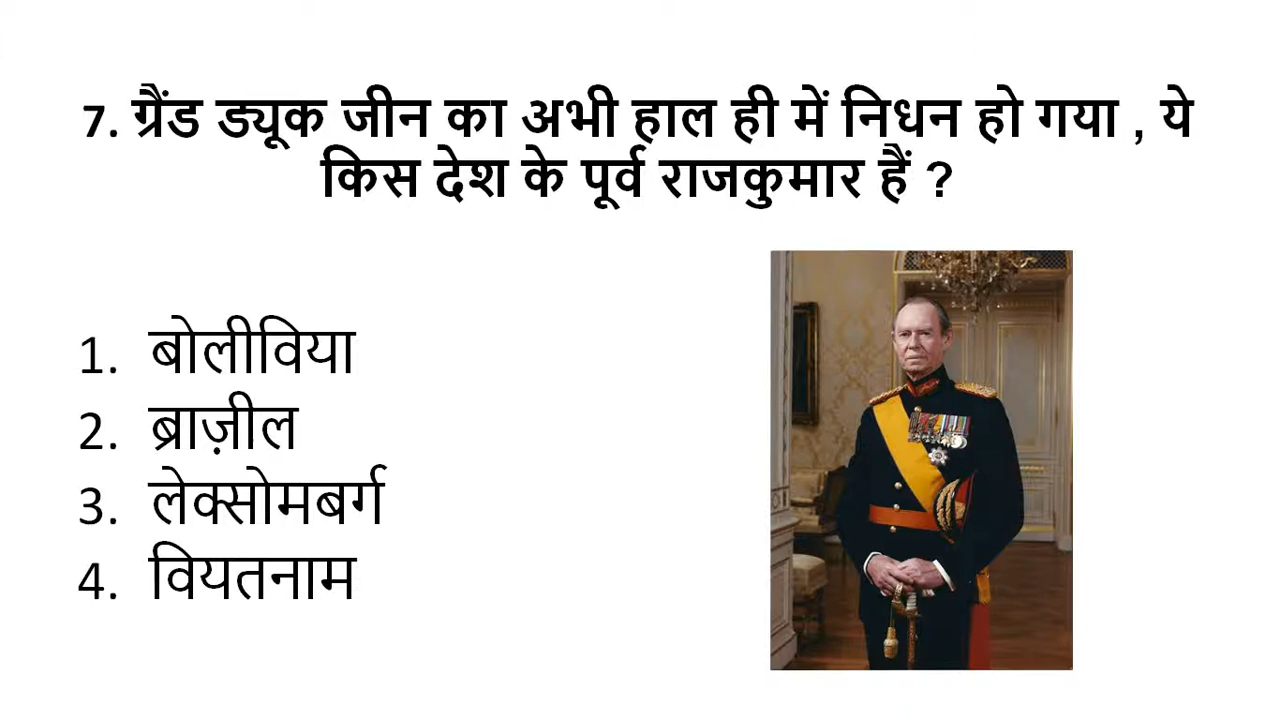 7. ग्रैंड ड्यूक जीन का अभी हाल ही में निधन हो गया , ये
किस देश के पूर्व राजकुमार हैं ?
1. बोलीविया
2. ब्राज़ील
3. लेक्सोमबर्ग
4. वियतनाम